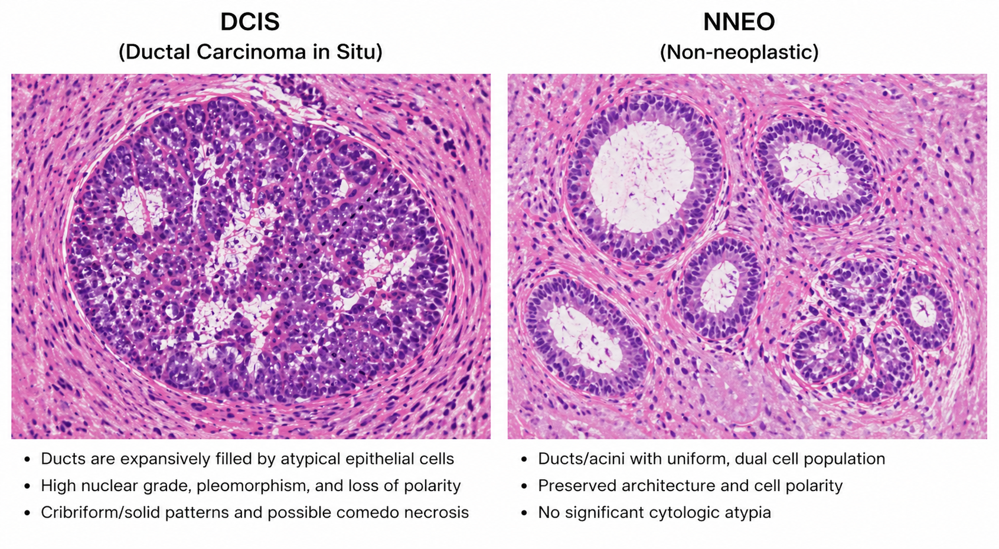 DCIS
(Ductal Carcinoma in Situ)
• Ducts are expansively filled by atypical epithelial cells
• High nuclear grade, pleomorphism, and loss of polarity
• Cribriform/solid patterns and possible comedo necrosis
NNEO
(Non-neoplastic)
• Ducts/acini with uniform, dual cell population
• Preserved architecture and cell polarity
• No significant cytologic atypia